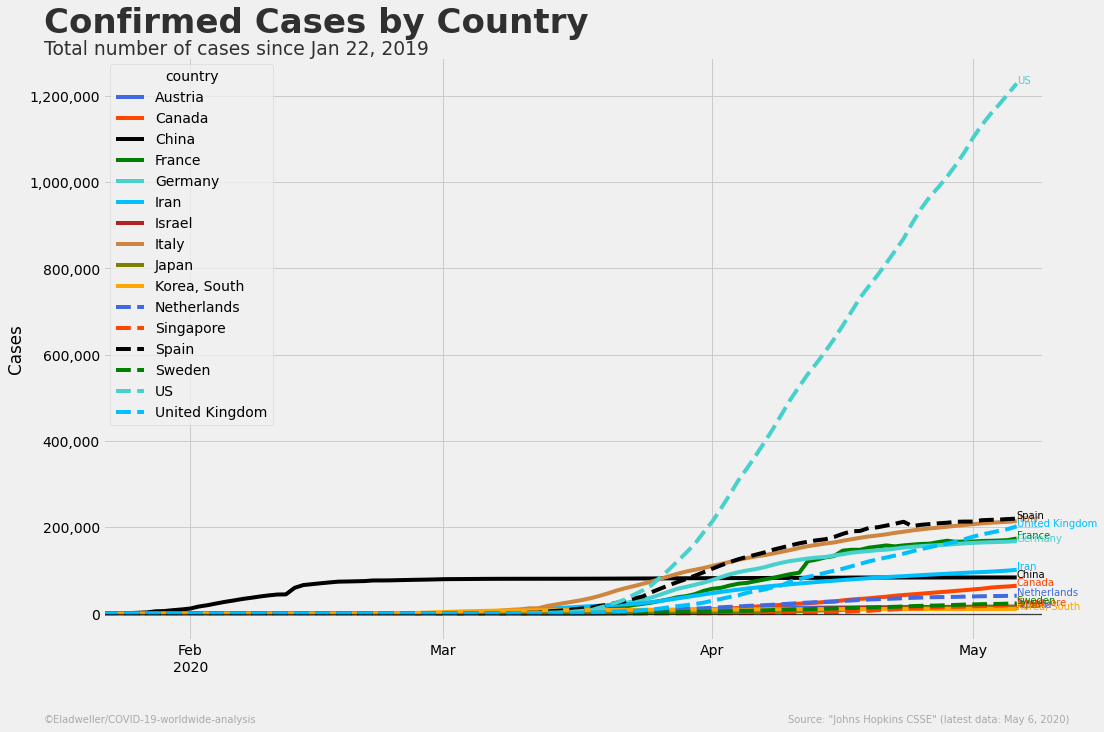 Confirmed Cases by Country
Total number of cases since Jan 22, 2019
country
Austria
Canada
China
France
Germany
Iran
Israel
Italy
Japan
Korea, South
Netherlands
Singapore
Spain
Sweden
US
United Kingdom
Cases
1,200,000
1,000,000
800,000
600,000
400,000
200,000
0
US
Spain
United Kingdom
France
Germany
Iran
China
Canada
Netherlands
Sweden
Feb
2020
Mar
Apr
May
©Eladweller/COVID-19-worldwide-analysis
Source: "Johns Hopkins CSSE" (latest data: May 6, 2020)